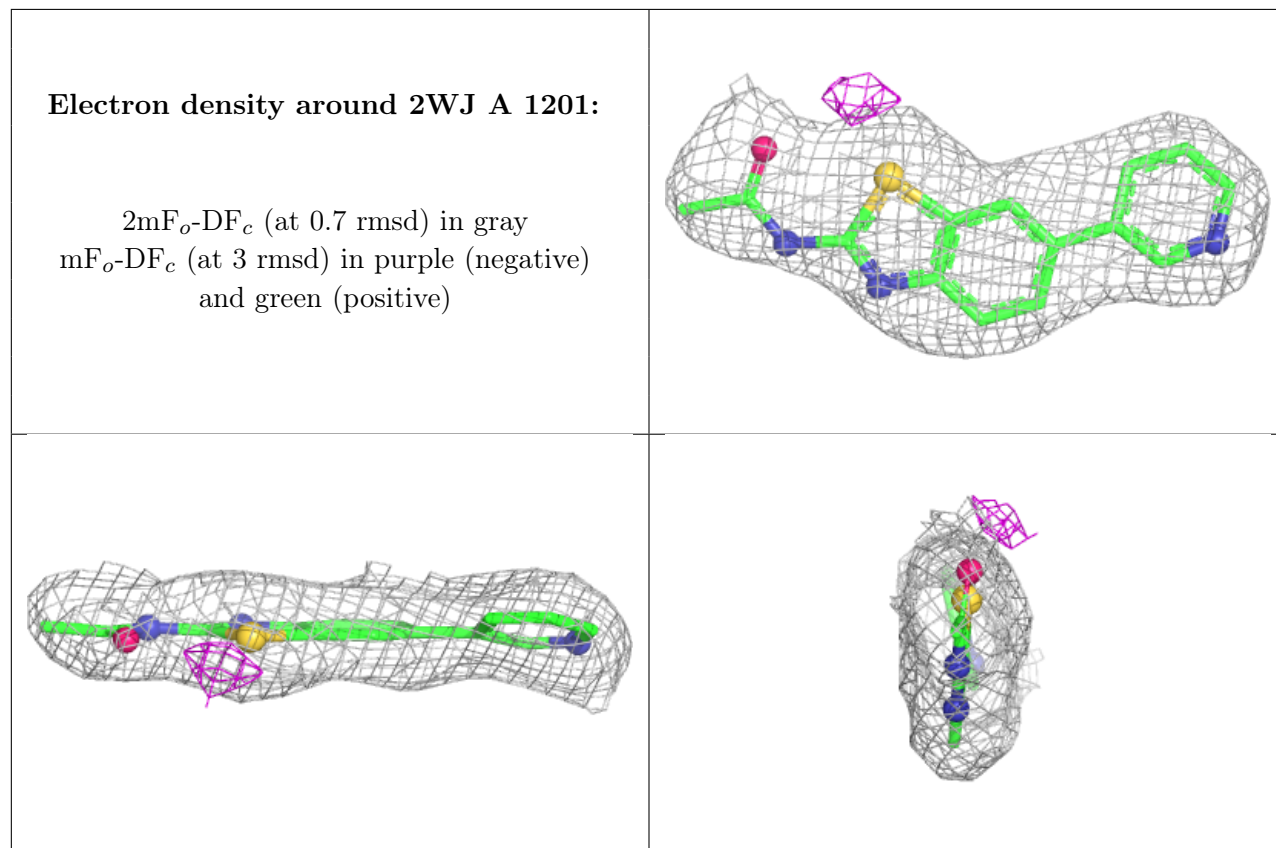 Electron density around 2WJ A 1201:
2mFo-DFc (at 0.7 rmsd) in gray
mFo-DFc (at 3 rmsd) in purple (negative)
and green (positive)